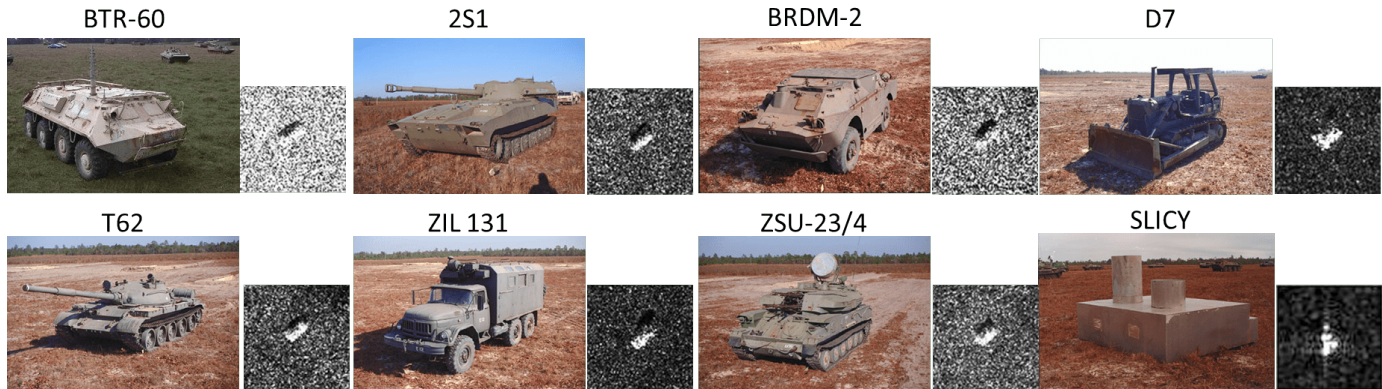 BTR-60
2S1
BRDM-2
D7
T62
ZIL 131
ZSU-23/4
SLICY